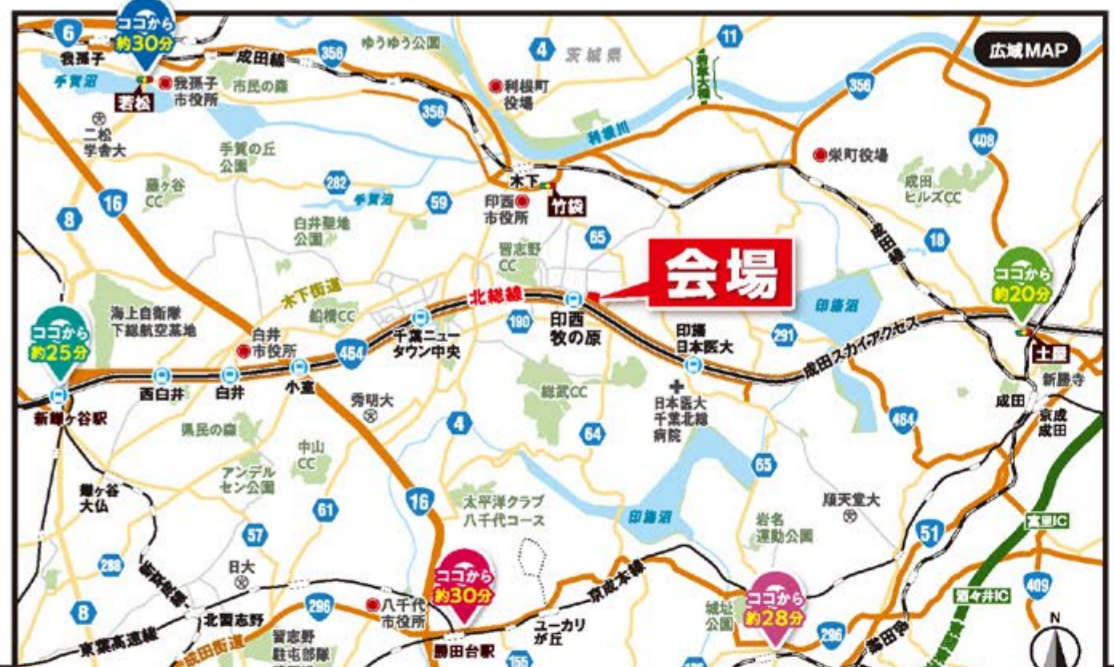 広域MAP
6
ココから
約30分
我孫子
手賀沼
若松
我孫子
市役所
成田線
356
市民の森
ゆうゆう公園
4
茨城県
11
利根町
役場
356
356
利根川
408
二松
学舎大
手賀の丘
公園
282
手賀沼
59
木下
竹袋
印西
市役所
栄町役場
成田
ヒルズCC
藤ヶ谷
CC
16
8
白井聖地
公園
習志野
CC
65
成田線
18
会場
ココから
約20分
木下街道
船橋CC
北総線
190
印西
牧の原
印旛沼
291
海上自衛隊
下総航空基地
ココから
約25分
白井
市役所
464
千葉ニュー
タウン中央
印旛
日本医大
成田スカイアクセス
土屋
新勝寺
新鎌ヶ谷駅
西白井
白井
小室
秀明大
総武CC
日本医大
千葉北総
病院
成田
京成
成田
464
県民の森
中山
CC
4
64
65
アンデル
セン公園
鎌ヶ谷
大仏
61
16
太平洋クラブ
八千代コース
印旛沼
順天堂大
岩名
運動公園
51
富里IC
57
288
日大
8
北習志野
東葉高速線
成田街道
296
習志野
駐屯部隊
八千代
市役所
ココから
約30分
勝田台駅
155
ユーカリ
が丘
京成本線
城址
公園
ココから
約28分
296
酒々井IC
409
N